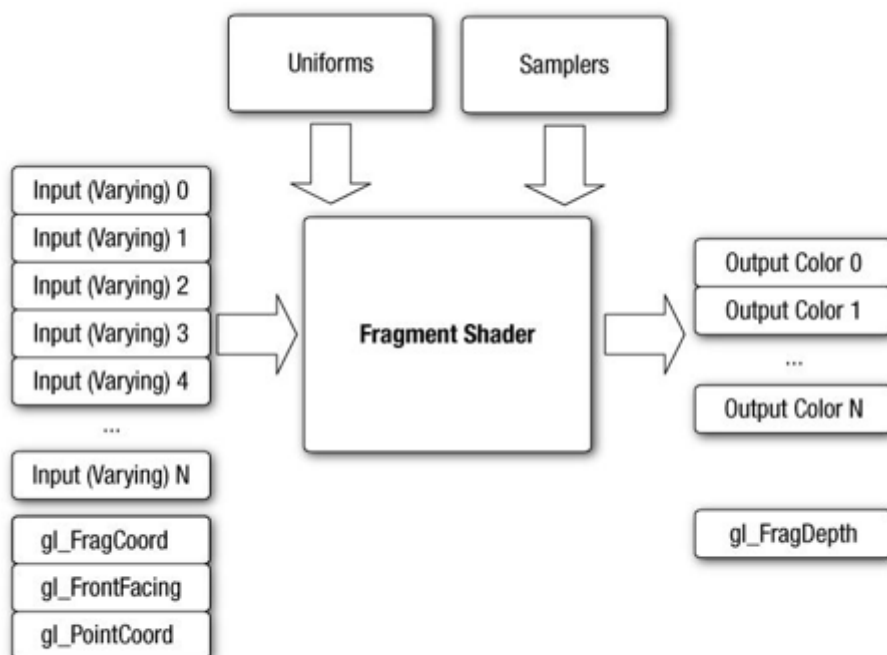 Uniforms
Samplers
Input (Varying) 0
Input (Varying) 1
Input (Varying) 2
Input (Varying) 3
Input (Varying) 4
...
Input (Varying) N
gl_FragCoord
gl_FrontFacing
gl_PointCoord
Fragment Shader
Output Color 0
Output Color 1
...
Output Color N
gl_FragDepth